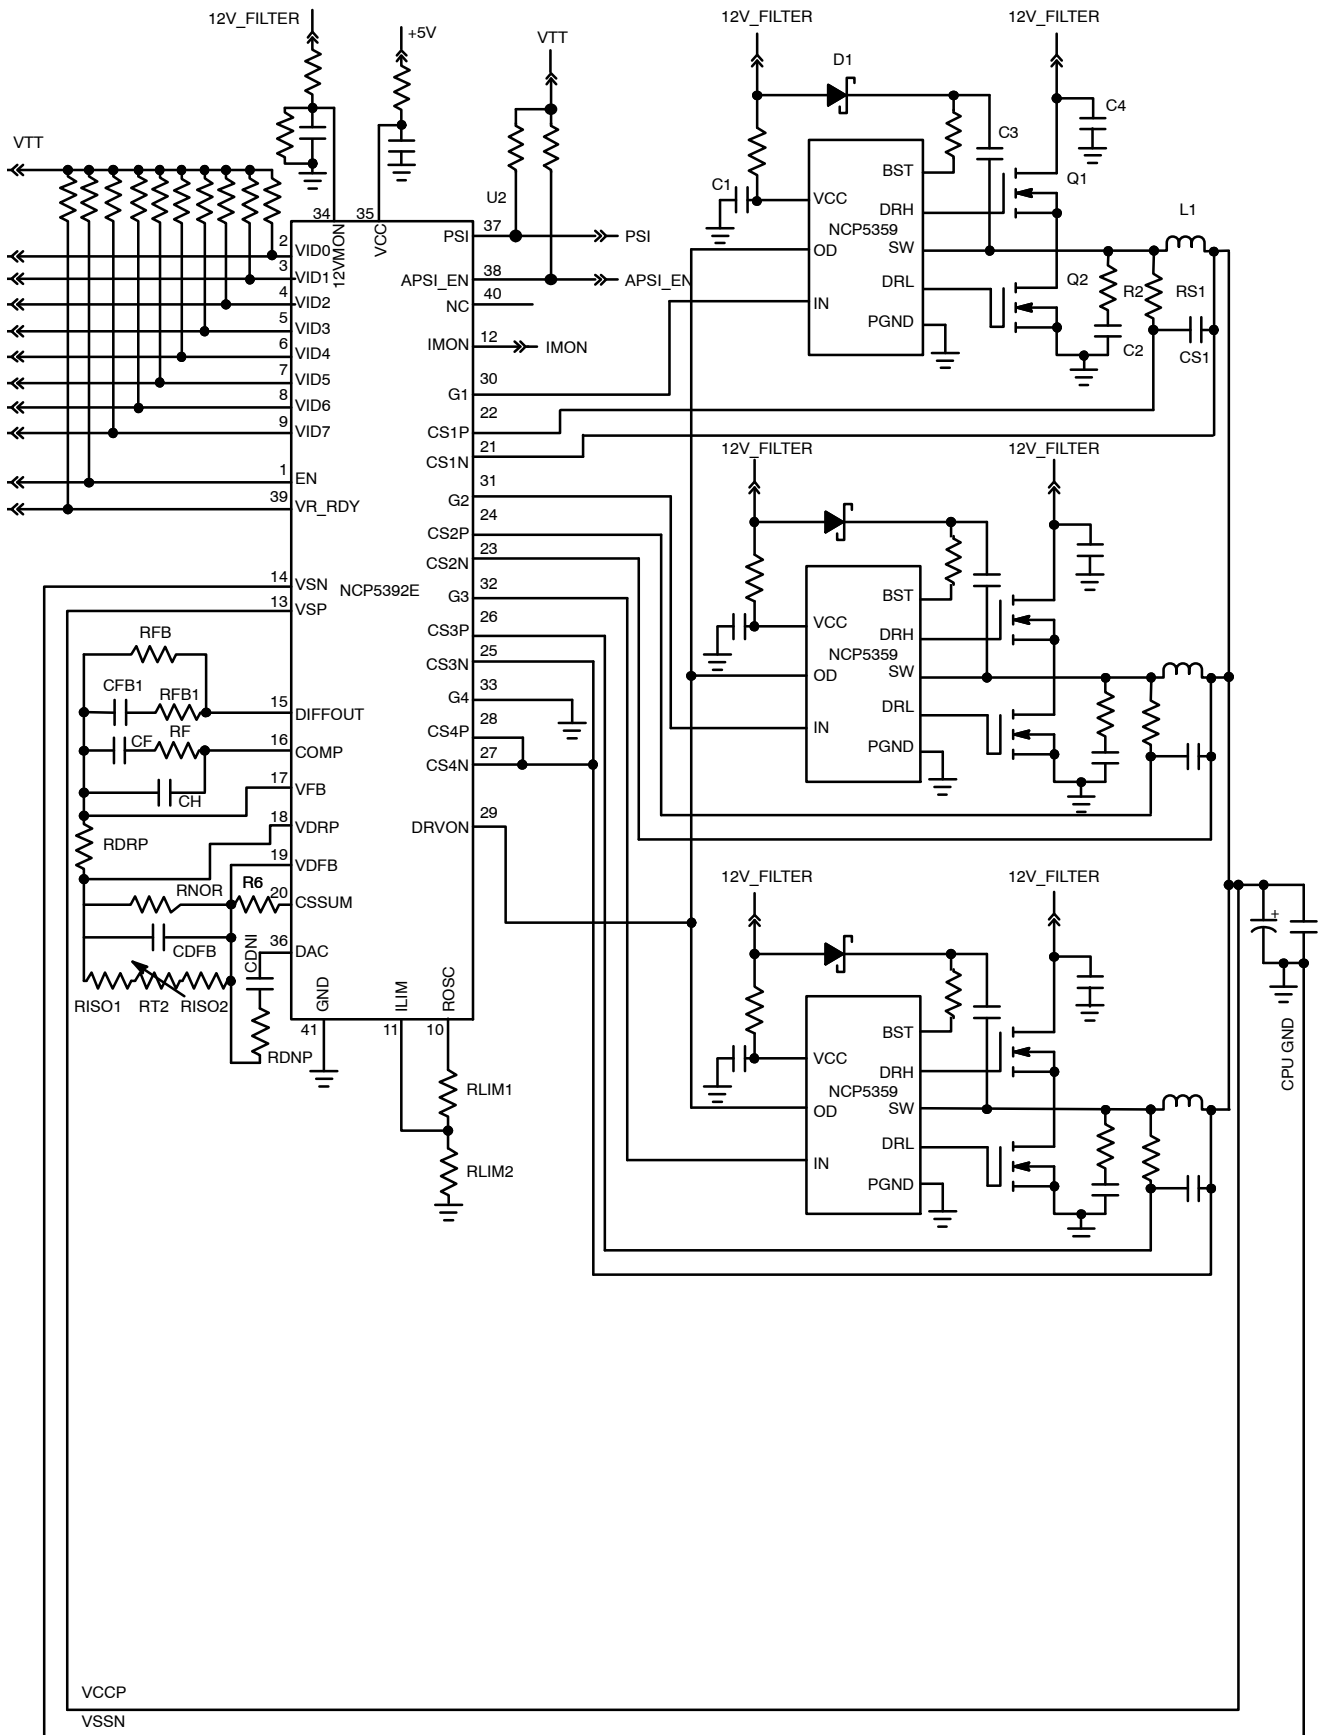 12V_FILTER
+5V
VTT
12V_FILTER
12V_FILTER
D1
C4
C3
VTT
BST
Q1
C1
U2
VCC
DRH
L1
NCP5359
34
35
37
PSI
PSI
SW
OD
2
VID0
12VMON
VCC
3
VID1
38
APSI_EN
APSI_EN
DRL
Q2
R2
RS1
4
VID2
40
NC
IN
5
VID3
PGND
6
VID4
12
IMON
IMON
C2
CS1
7
VID5
30
G1
8
VID6
22
9
VID7
CS1P
21
CS1N
12V_FILTER
12V_FILTER
1
EN
31
G2
39
VR_RDY
24
CS2P
23
CS2N
14
VSN
NCP5392E
32
G3
BST
13
VSP
26
CS3P
VCC
DRH
NCP5359
RFB
25
CS3N
SW
OD
CFB1
RFB1
33
G4
DRL
15
DIFFOUT
28
CS4P
IN
CF
RF
16
COMP
27
CS4N
PGND
17
VFB
CH
18
VDRP
29
DRVON
RDRP
19
VDFB
RNOR
R6
20
CSSUM
12V_FILTER
12V_FILTER
CDFB
CDNI
36
DAC
RISO1
RT2
RISO2
GND
ILIM
ROSC
41
11
10
RDNP
BST
VCC
DRH
NCP5359
SW
OD
CPU GND
RLIM1
DRL
IN
RLIM2
PGND
+
VCCP
VSSN